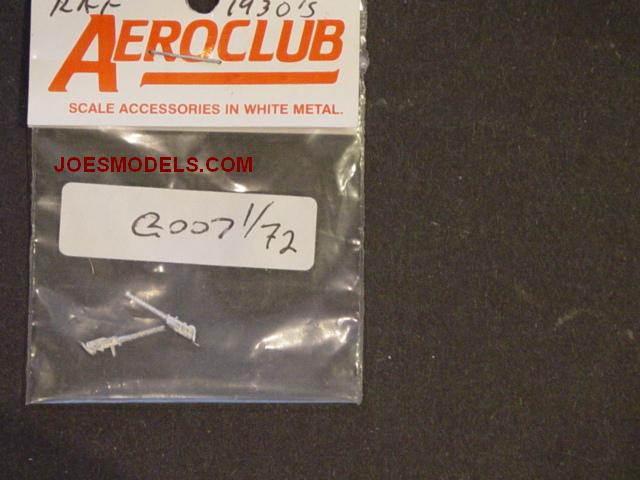 RAF 1930's
AEROCLUB
SCALE ACCESSORIES IN WHITE METAL.
JOESMODELS.COM
G007 1/72